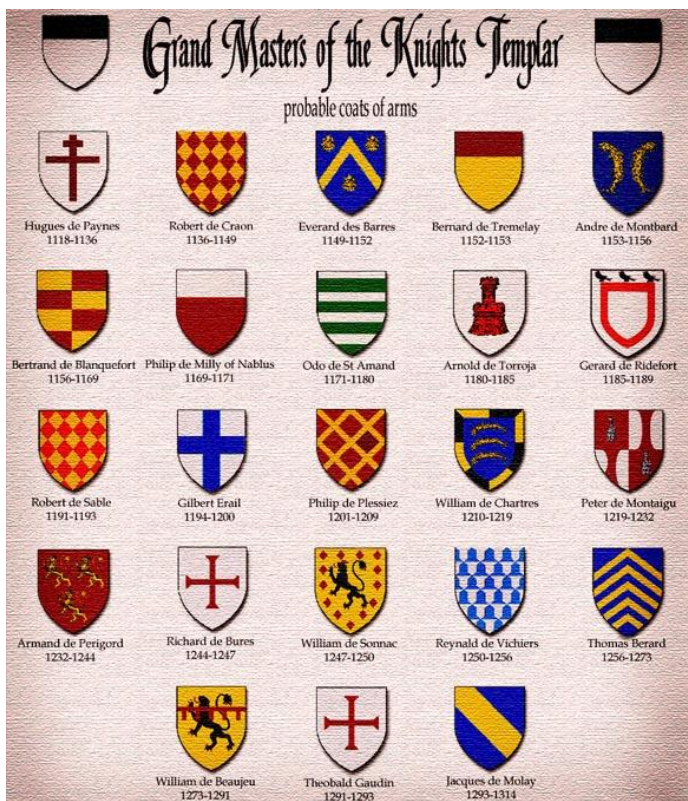 Grand Masters of the Knights Templar
probable coats of arms
Hugues de Paynes
1118-1136
Robert de Craon
1136-1149
Everard des Barres
1149-1152
Bernard de Tremelay
1152-1153
Andre de Montbard
1153-1156
Bertrand de Blanquefort
1156-1169
Philip de Milly of Nablus
1169-1171
Odo de St Amand
1171-1180
Arnold de Torroja
1180-1185
Gerard de Ridefort
1185-1189
Robert de Sable
1191-1193
Gilbert Erail
1194-1200
Philip de Plessiez
1201-1209
William de Chartres
1210-1219
Peter de Montaigu
1219-1232
Armand de Perigord
1232-1244
Richard de Bures
1244-1247
William de Sonnac
1247-1250
Reynald de Vichiers
1250-1256
Thomas Berard
1256-1273
William de Beaujeu
1273-1291
Theobald Gaudin
1291-1293
Jacques de Molay
1293-1314